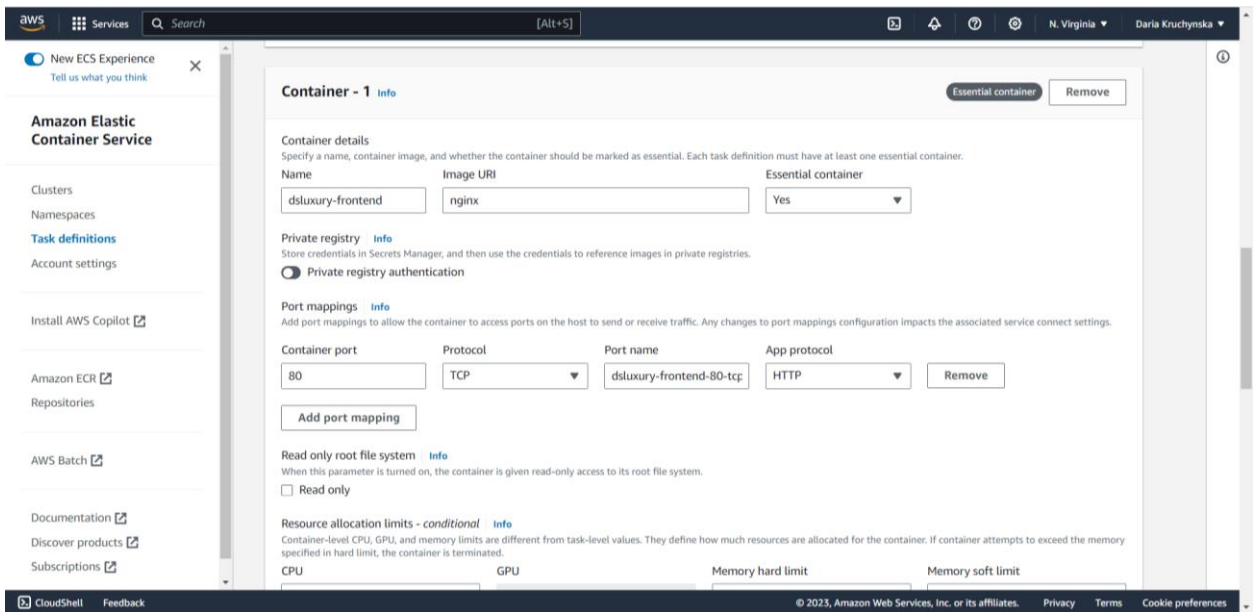 aws Services Search [Alt+S] N. Virginia Daria Kruchynska
New ECS Experience
Tell us what you think
Amazon Elastic
Container Service
Clusters
Namespaces
Task definitions
Account settings
Install AWS Copilot
Amazon ECR
Repositories
AWS Batch
Documentation
Discover products
Subscriptions
Container - 1 Info Essential container Remove
Container details
Specify a name, container image, and whether the container should be marked as essential. Each task definition must have at least one essential container.
Name Image URI Essential container
dsluxury-frontend nginx Yes
Private registry Info
Store credentials in Secrets Manager, and then use the credentials to reference images in private registries.
Private registry authentication
Port mappings Info
Add port mappings to allow the container to access ports on the host to send or receive traffic. Any changes to port mappings configuration impacts the associated service connect settings.
Container port Protocol Port name App protocol
80 TCP dsluxury-frontend-80-tcp HTTP Remove
Add port mapping
Read only root file system Info
When this parameter is turned on, the container is given read-only access to its root file system.
Read only
Resource allocation limits - conditional Info
Container-level CPU, GPU, and memory limits are different from task-level values. They define how much resources are allocated for the container. If container attempts to exceed the memory
specified in hard limit, the container is terminated.
CPU GPU Memory hard limit Memory soft limit
CloudShell Feedback © 2023, Amazon Web Services, Inc. or its affiliates. Privacy Terms Cookie preferences